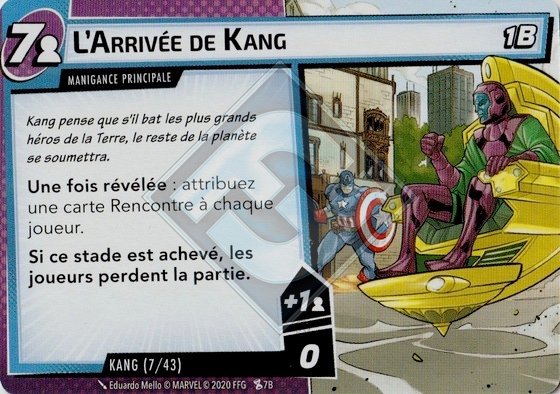 7
L'ARRIVÉE DE KANG
1B
MANIGANCE PRINCIPALE
Kang pense que s'il bat les plus grands
héros de la Terre, le reste de la planète
se soumettra.
Une fois révélée : attribuez
une carte Rencontre à chaque
joueur.
Si ce stade est achevé, les
joueurs perdent la partie.
+1
0
KANG (7/43)
Eduardo Mello © MARVEL © 2020 FFG 7B